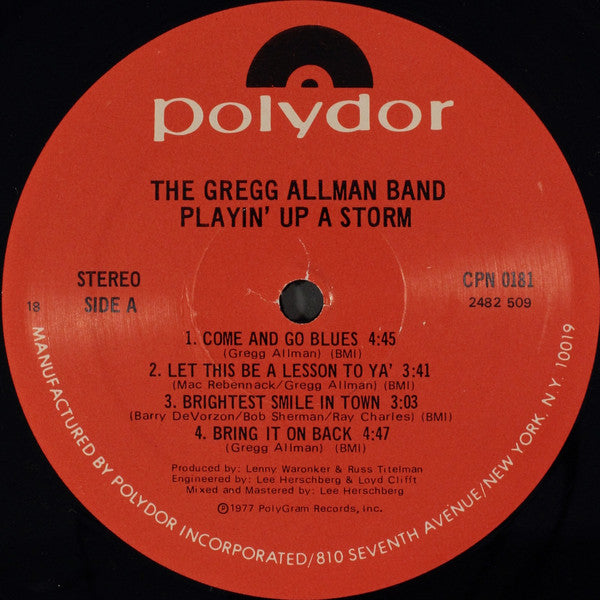 polydor
THE GREGG ALLMAN BAND
PLAYIN' UP A STORM
STEREO
SIDE A
CPN 0181
2482 509
18
1. COME AND GO BLUES 4:45
(Gregg Allman) (BMI)
2. LET THIS BE A LESSON TO YA' 3:41
(Mac Rebennack/Gregg Allman) (BMI)
3. BRIGHTEST SMILE IN TOWN 3:03
(Barry DeVorzon/Bob Sherman/Ray Charles) (BMI)
4. BRING IT ON BACK 4:47
(Gregg Allman) (BMI)
Produced by: Lenny Waronker & Russ Titelman
Engineered by: Lee Herschberg & Loyd Clifft
Mixed and Mastered by: Lee Herschberg
℗1977 PolyGram Records, Inc.
MANUFACTURED BY POLYDOR INCORPORATED/810 SEVENTH AVENUE/NEW YORK, N.Y. 10019